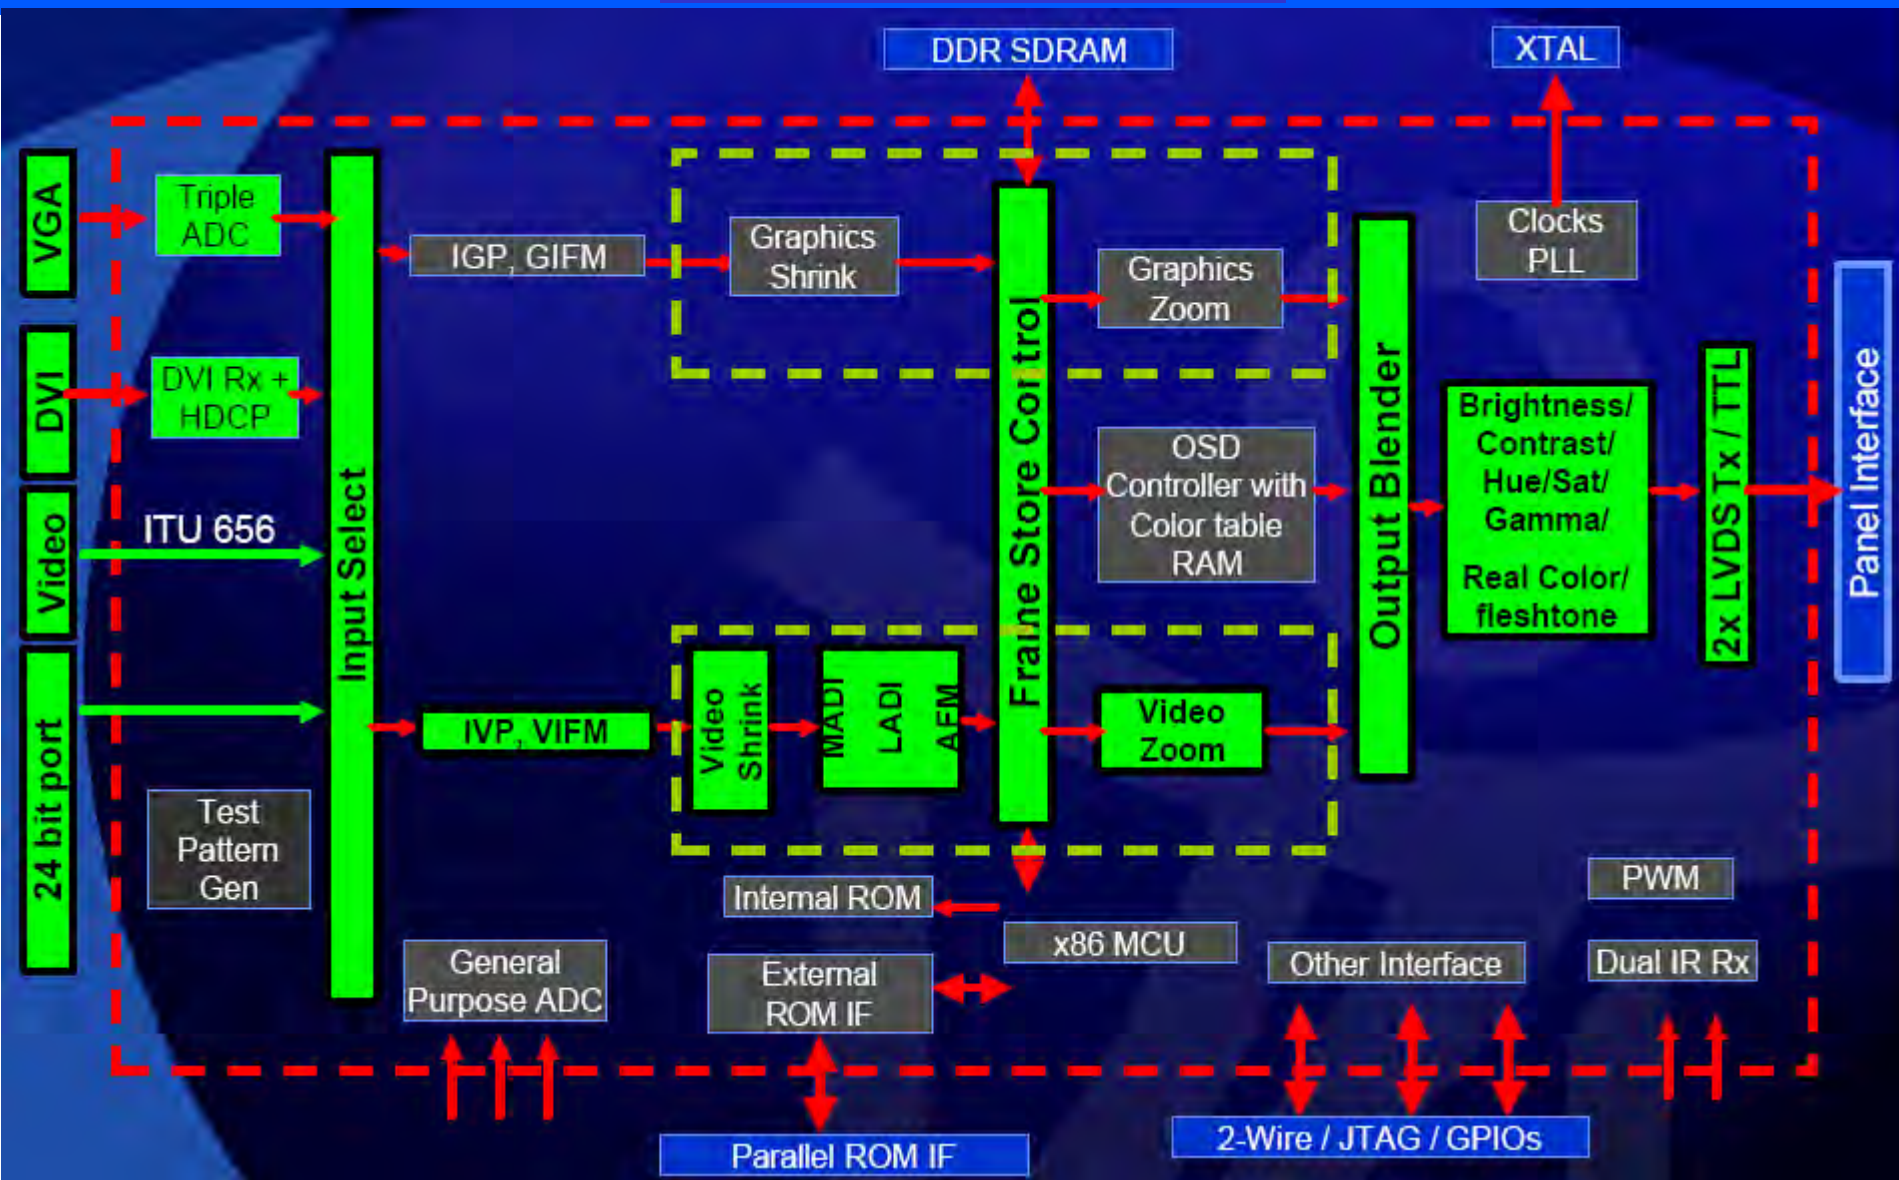 DDR SDRAM
XTAL
VGA
Triple
ADC
IGP, GIFM
Graphics
Shrink
Graphics
Zoom
Clocks
PLL
DVI
DVI Rx +
HDCP
Video
ITU 656
Input Select
Frame Store Control
OSD
Controller with
Color table
RAM
Output Blender
Brightness/
Contrast/
Hue/Sat/
Gamma/
Real Color/
fleshtone
2x LVDS Tx / TTL
Panel Interface
24 bit port
IVP, VIFM
Video
Shrink
MADI
LADI
AFM
Video
Zoom
Test
Pattern
Gen
General
Purpose ADC
Internal ROM
External
ROM IF
x86 MCU
Other Interface
PWM
Dual IR Rx
Parallel ROM IF
2-Wire / JTAG / GPIOs